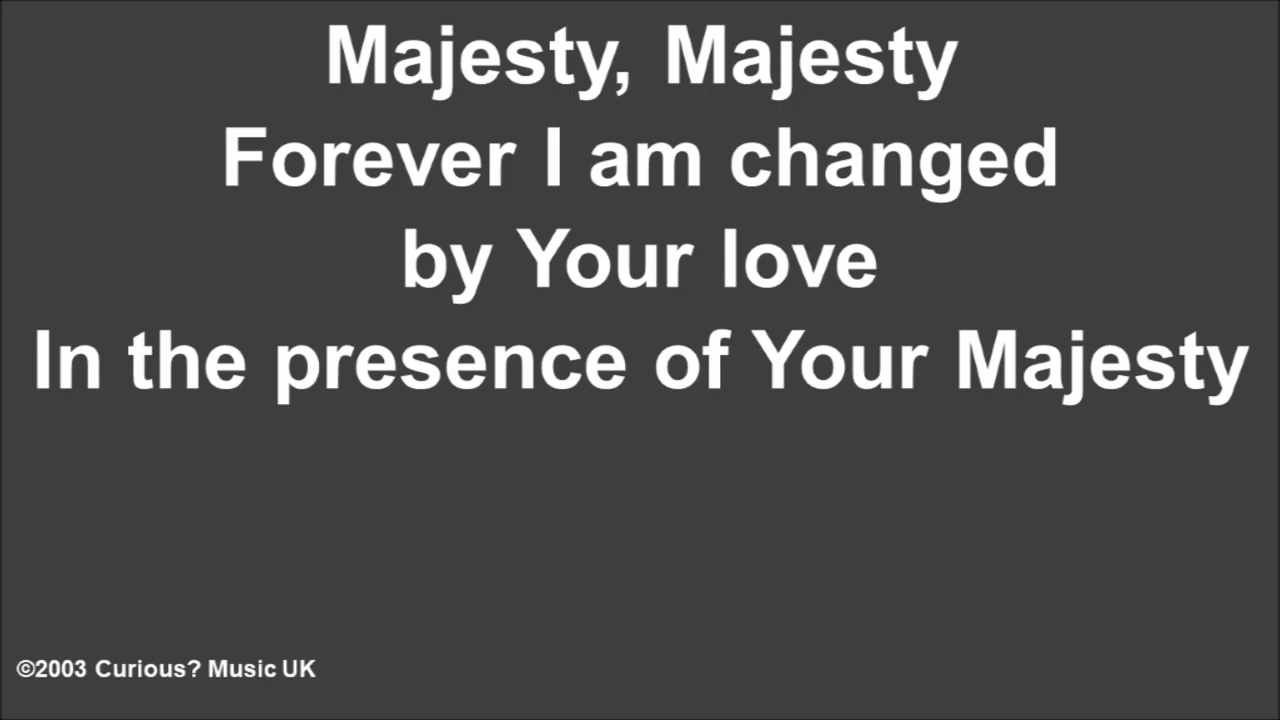 Majesty, Majesty
Forever I am changed
by Your love
In the presence of Your Majesty
©2003 Curious? Music UK